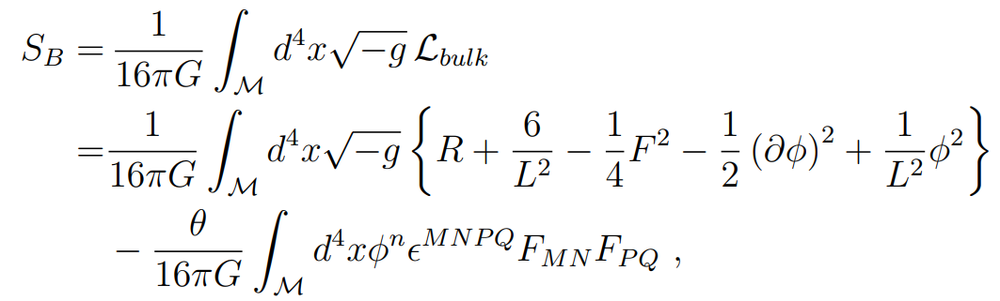 S_B = \frac{1}{16\pi G} \int_{\mathcal{M}} d^4x \sqrt{-g} \, \mathcal{L}_{bulk}
= \frac{1}{16\pi G} \int_{\mathcal{M}} d^4x \sqrt{-g} \left\{ R + \frac{6}{L^2} - \frac{1}{4} F^2 - \frac{1}{2} (\partial\phi)^2 + \frac{1}{L^2} \phi^2 \right\}
- \frac{\theta}{16\pi G} \int_{\mathcal{M}} d^4x \phi^n \epsilon^{MNPQ} F_{MN} F_{PQ} \ ,